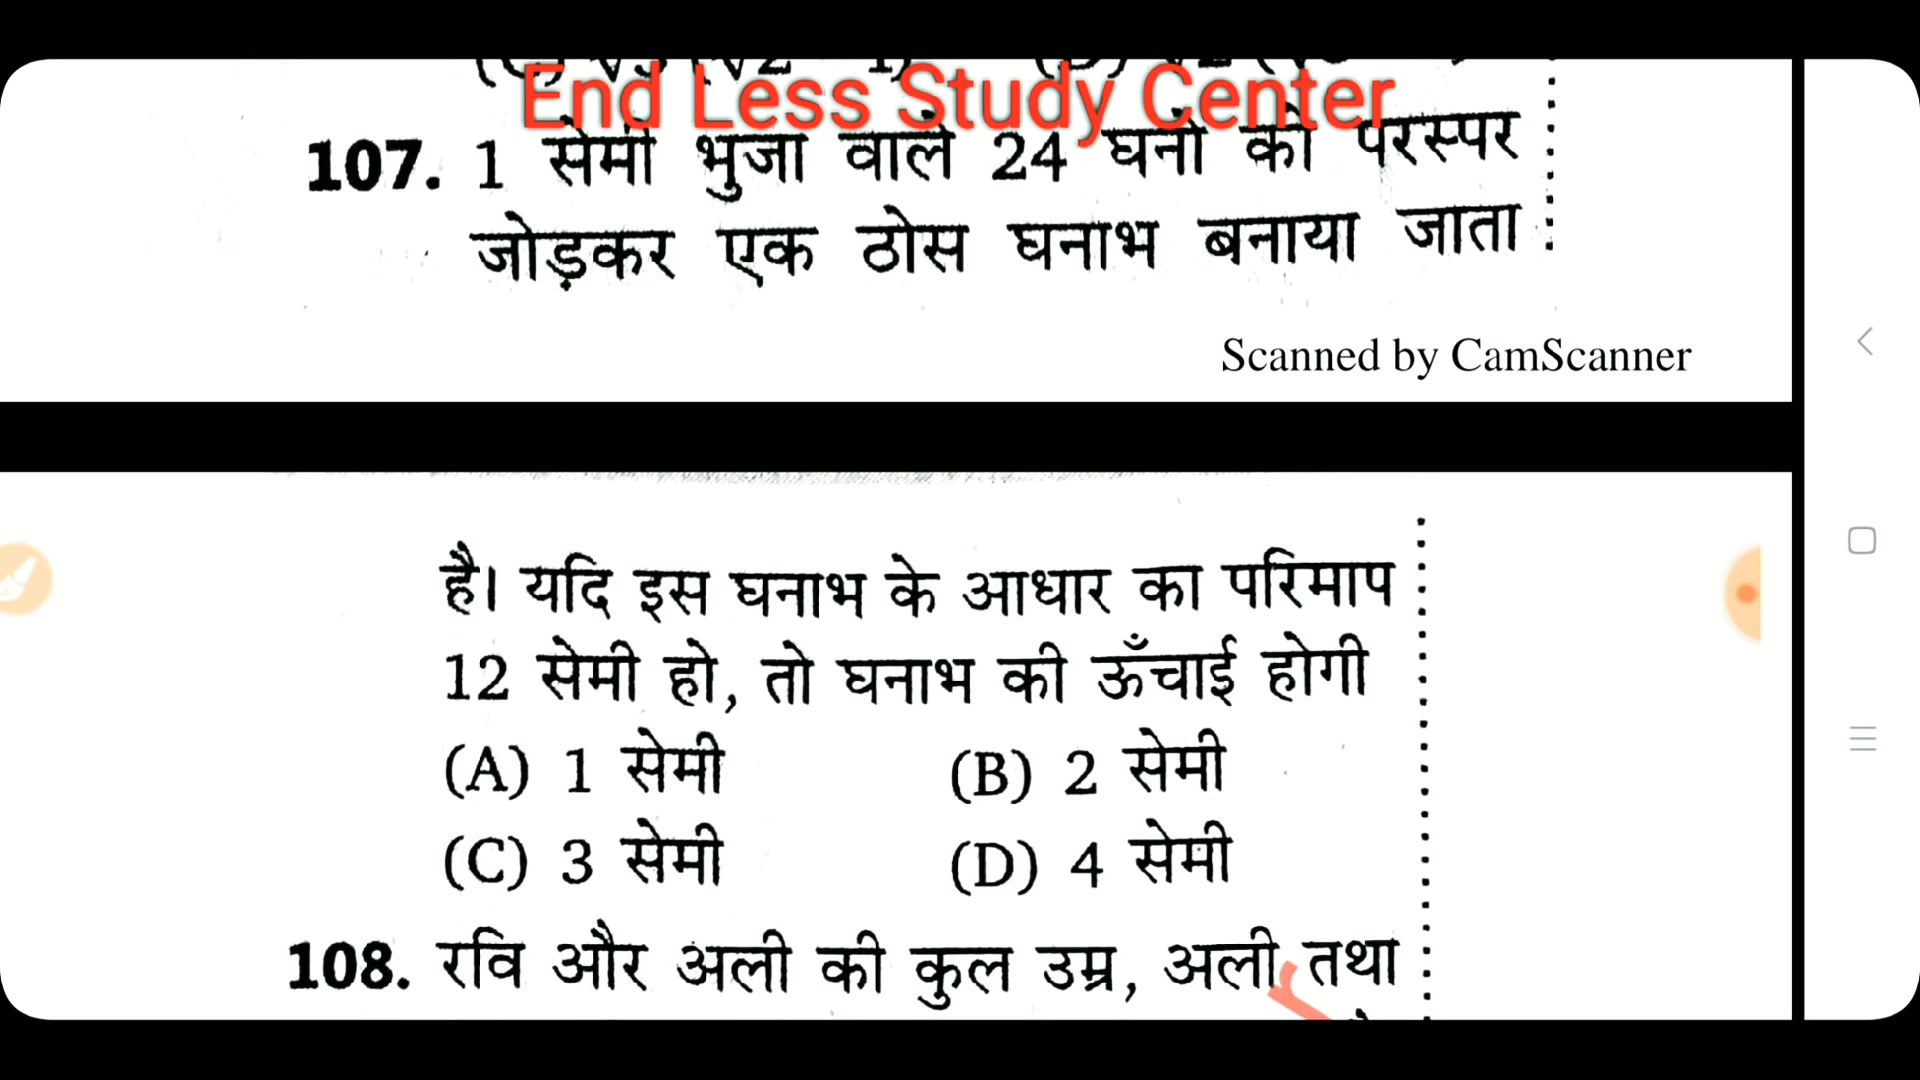 End Less Study Center
107. 1 सेमी भुजा वाले 24 घनों को परस्पर
जोड़कर एक ठोस घनाभ बनाया जाता
Scanned by CamScanner
है। यदि इस घनाभ के आधार का परिमाप
12 सेमी हो, तो घनाभ की ऊँचाई होगी
(A) 1 सेमी (B) 2 सेमी
(C) 3 सेमी (D) 4 सेमी
108. रवि और अली की कुल उम्र, अली तथा